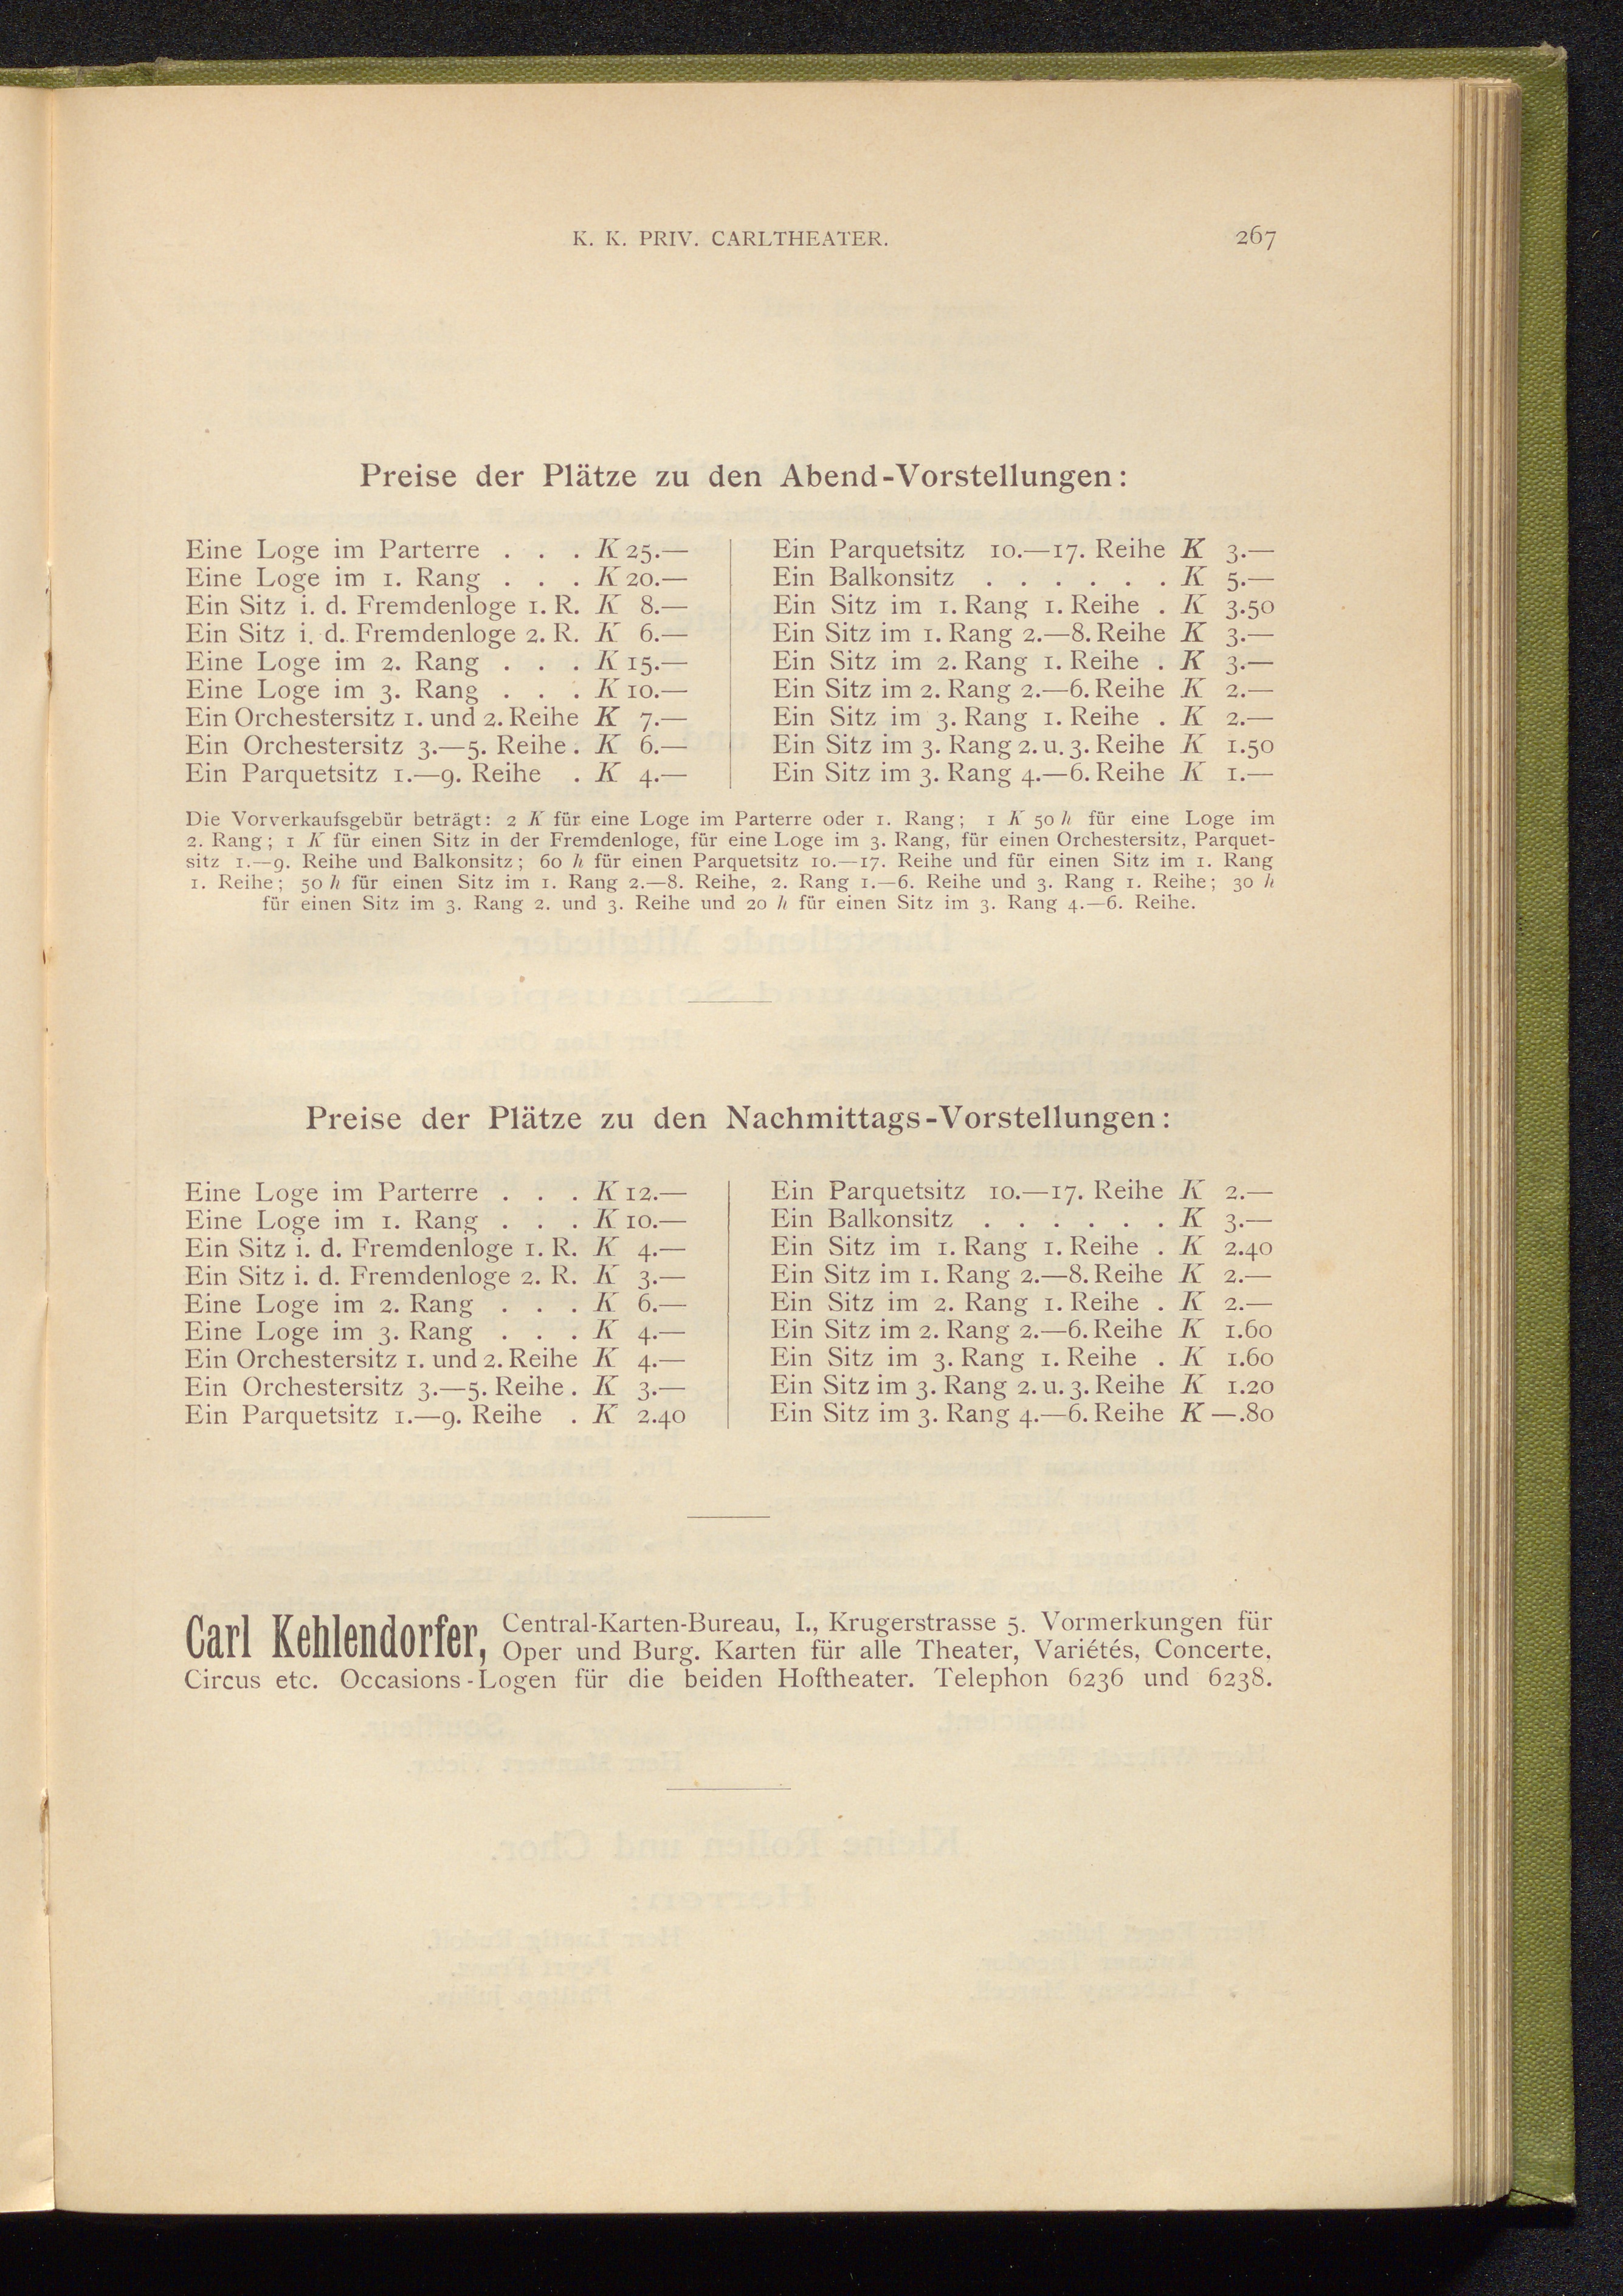 K. K. PRIV. CARLTHEATER. 267
Preise der Plätze zu den Abend-Vorstellungen:
Eine Loge im Parterre . . . K 25.—
Eine Loge im 1. Rang . . . K 20.—
Ein Sitz i. d. Fremdenloge 1. R. K 8.—
Ein Sitz i. d. Fremdenloge 2. R. K 6.—
Eine Loge im 2. Rang . . . K 15.—
Eine Loge im 3. Rang . . . K 10.—
Ein Orchestersitz 1. und 2. Reihe K 7.—
Ein Orchestersitz 3.—5. Reihe . K 6.—
Ein Parquetsitz 1.—9. Reihe . K 4.—
Ein Parquetsitz 10.—17. Reihe K 3.—
Ein Balkonsitz . . . . . . K 5.—
Ein Sitz im 1. Rang 1. Reihe . K 3.50
Ein Sitz im 1. Rang 2.—8. Reihe K 3.—
Ein Sitz im 2. Rang 1. Reihe . K 3.—
Ein Sitz im 2. Rang 2.—6. Reihe K 2.—
Ein Sitz im 3. Rang 1. Reihe . K 2.—
Ein Sitz im 3. Rang 2. u. 3. Reihe K 1.50
Ein Sitz im 3. Rang 4.—6. Reihe K 1.—
Die Vorverkaufsgebür beträgt: 2 K für eine Loge im Parterre oder 1. Rang; 1 K 50 h für eine Loge im
2. Rang; 1 K für einen Sitz in der Fremdenloge, für eine Loge im 3. Rang, für einen Orchestersitz, Parquet-
sitz 1.—9. Reihe und Balkonsitz; 60 h für einen Parquetsitz 10.—17. Reihe und für einen Sitz im 1. Rang
1. Reihe; 50 h für einen Sitz im 1. Rang 2.—8. Reihe, 2. Rang 1.—6. Reihe und 3. Rang 1. Reihe; 30 h
für einen Sitz im 3. Rang 2. und 3. Reihe und 20 h für einen Sitz im 3. Rang 4.—6. Reihe.
Preise der Plätze zu den Nachmittags-Vorstellungen:
Eine Loge im Parterre . . . K 12.—
Eine Loge im 1. Rang . . . K 10.—
Ein Sitz i. d. Fremdenloge 1. R. K 4.—
Ein Sitz i. d. Fremdenloge 2. R. K 3.—
Eine Loge im 2. Rang . . . K 6.—
Eine Loge im 3. Rang . . . K 4.—
Ein Orchestersitz 1. und 2. Reihe K 4.—
Ein Orchestersitz 3.—5. Reihe . K 3.—
Ein Parquetsitz 1.—9. Reihe . K 2.40
Ein Parquetsitz 10.—17. Reihe K 2.—
Ein Balkonsitz . . . . . . K 3.—
Ein Sitz im 1. Rang 1. Reihe . K 2.40
Ein Sitz im 1. Rang 2.—8. Reihe K 2.—
Ein Sitz im 2. Rang 1. Reihe . K 2.—
Ein Sitz im 2. Rang 2.—6. Reihe K 1.60
Ein Sitz im 3. Rang 1. Reihe . K 1.60
Ein Sitz im 3. Rang 2. u. 3. Reihe K 1.20
Ein Sitz im 3. Rang 4.—6. Reihe K —.80
Carl Kehlendorfer, Central-Karten-Bureau, I., Krugerstrasse 5. Vormerkungen für
Oper und Burg. Karten für alle Theater, Variétés, Concerte,
Circus etc. Occasions-Logen für die beiden Hoftheater. Telephon 6236 und 6238.